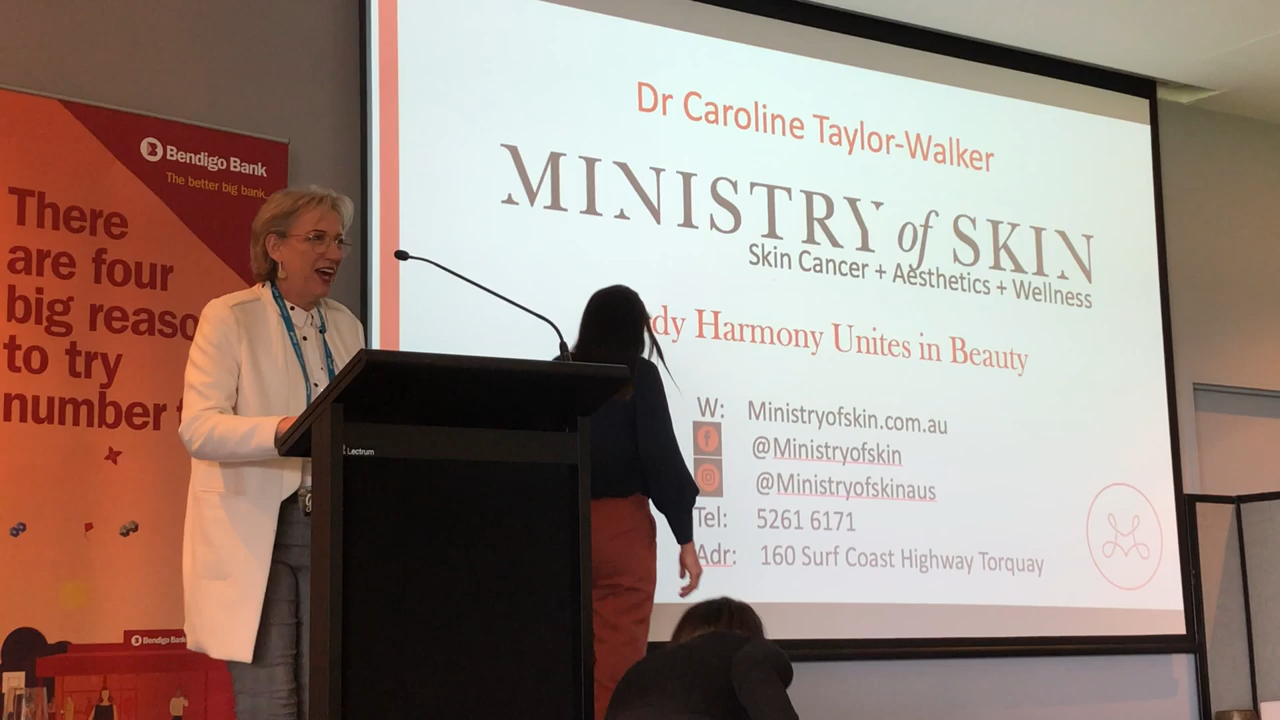 Bendigo Bank
The better big bank
There
are four
big reaso
to try
number
Bendigo Bank
Lectrum
Dr Caroline Taylor-Walker
MINISTRY of SKIN
Skin Cancer + Aesthetics + Wellness
dy Harmony Unites in Beauty
W: Ministryofskin.com.au
@Ministryofskin
@Ministryofskinaus
Tel: 5261 6171
Adr: 160 Surf Coast Highway Torquay